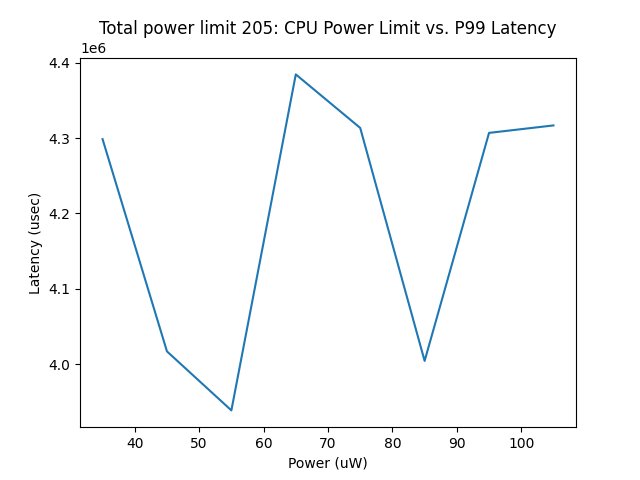 Total power limit 205: CPU Power Limit vs. P99 Latency
1e6
4.4
4.3
4.2
4.1
4.0
Latency (usec)
40 50 60 70 80 90 100
Power (uW)